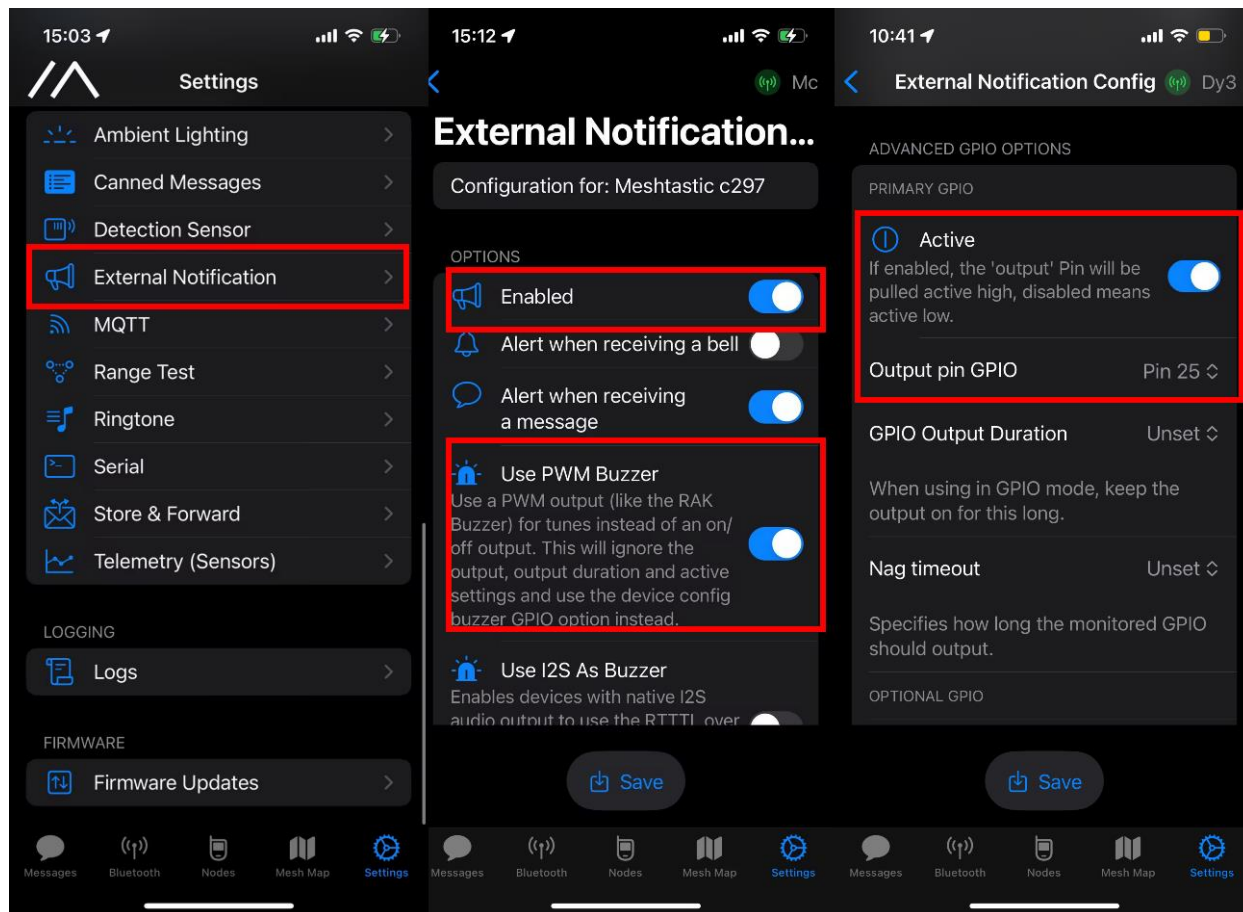 15:03
Settings
Ambient Lighting
Canned Messages
Detection Sensor
External Notification
MQTT
Range Test
Ringtone
Serial
Store & Forward
Telemetry (Sensors)
LOGGING
Logs
FIRMWARE
Firmware Updates
Messages
Bluetooth
Nodes
Mesh Map
Settings
15:12
Mc
External Notification...
Configuration for: Meshtastic c297
OPTIONS
Enabled
Alert when receiving a bell
Alert when receiving
a message
Use PWM Buzzer
Use a PWM output (like the RAK
Buzzer) for tunes instead of an on/
off output. This will ignore the
output, output duration and active
settings and use the device config
buzzer GPIO option instead.
Use I2S As Buzzer
Enables devices with native I2S
audio output to use the RTTTL over
Save
Messages
Bluetooth
Nodes
Mesh Map
Settings
10:41
External Notification Config
Dy3
ADVANCED GPIO OPTIONS
PRIMARY GPIO
Active
If enabled, the 'output' Pin will be
pulled active high, disabled means
active low.
Output pin GPIO Pin 25
GPIO Output Duration Unset
When using in GPIO mode, keep the
output on for this long.
Nag timeout Unset
Specifies how long the monitored GPIO
should output.
OPTIONAL GPIO
Save
Messages
Bluetooth
Nodes
Mesh Map
Settings